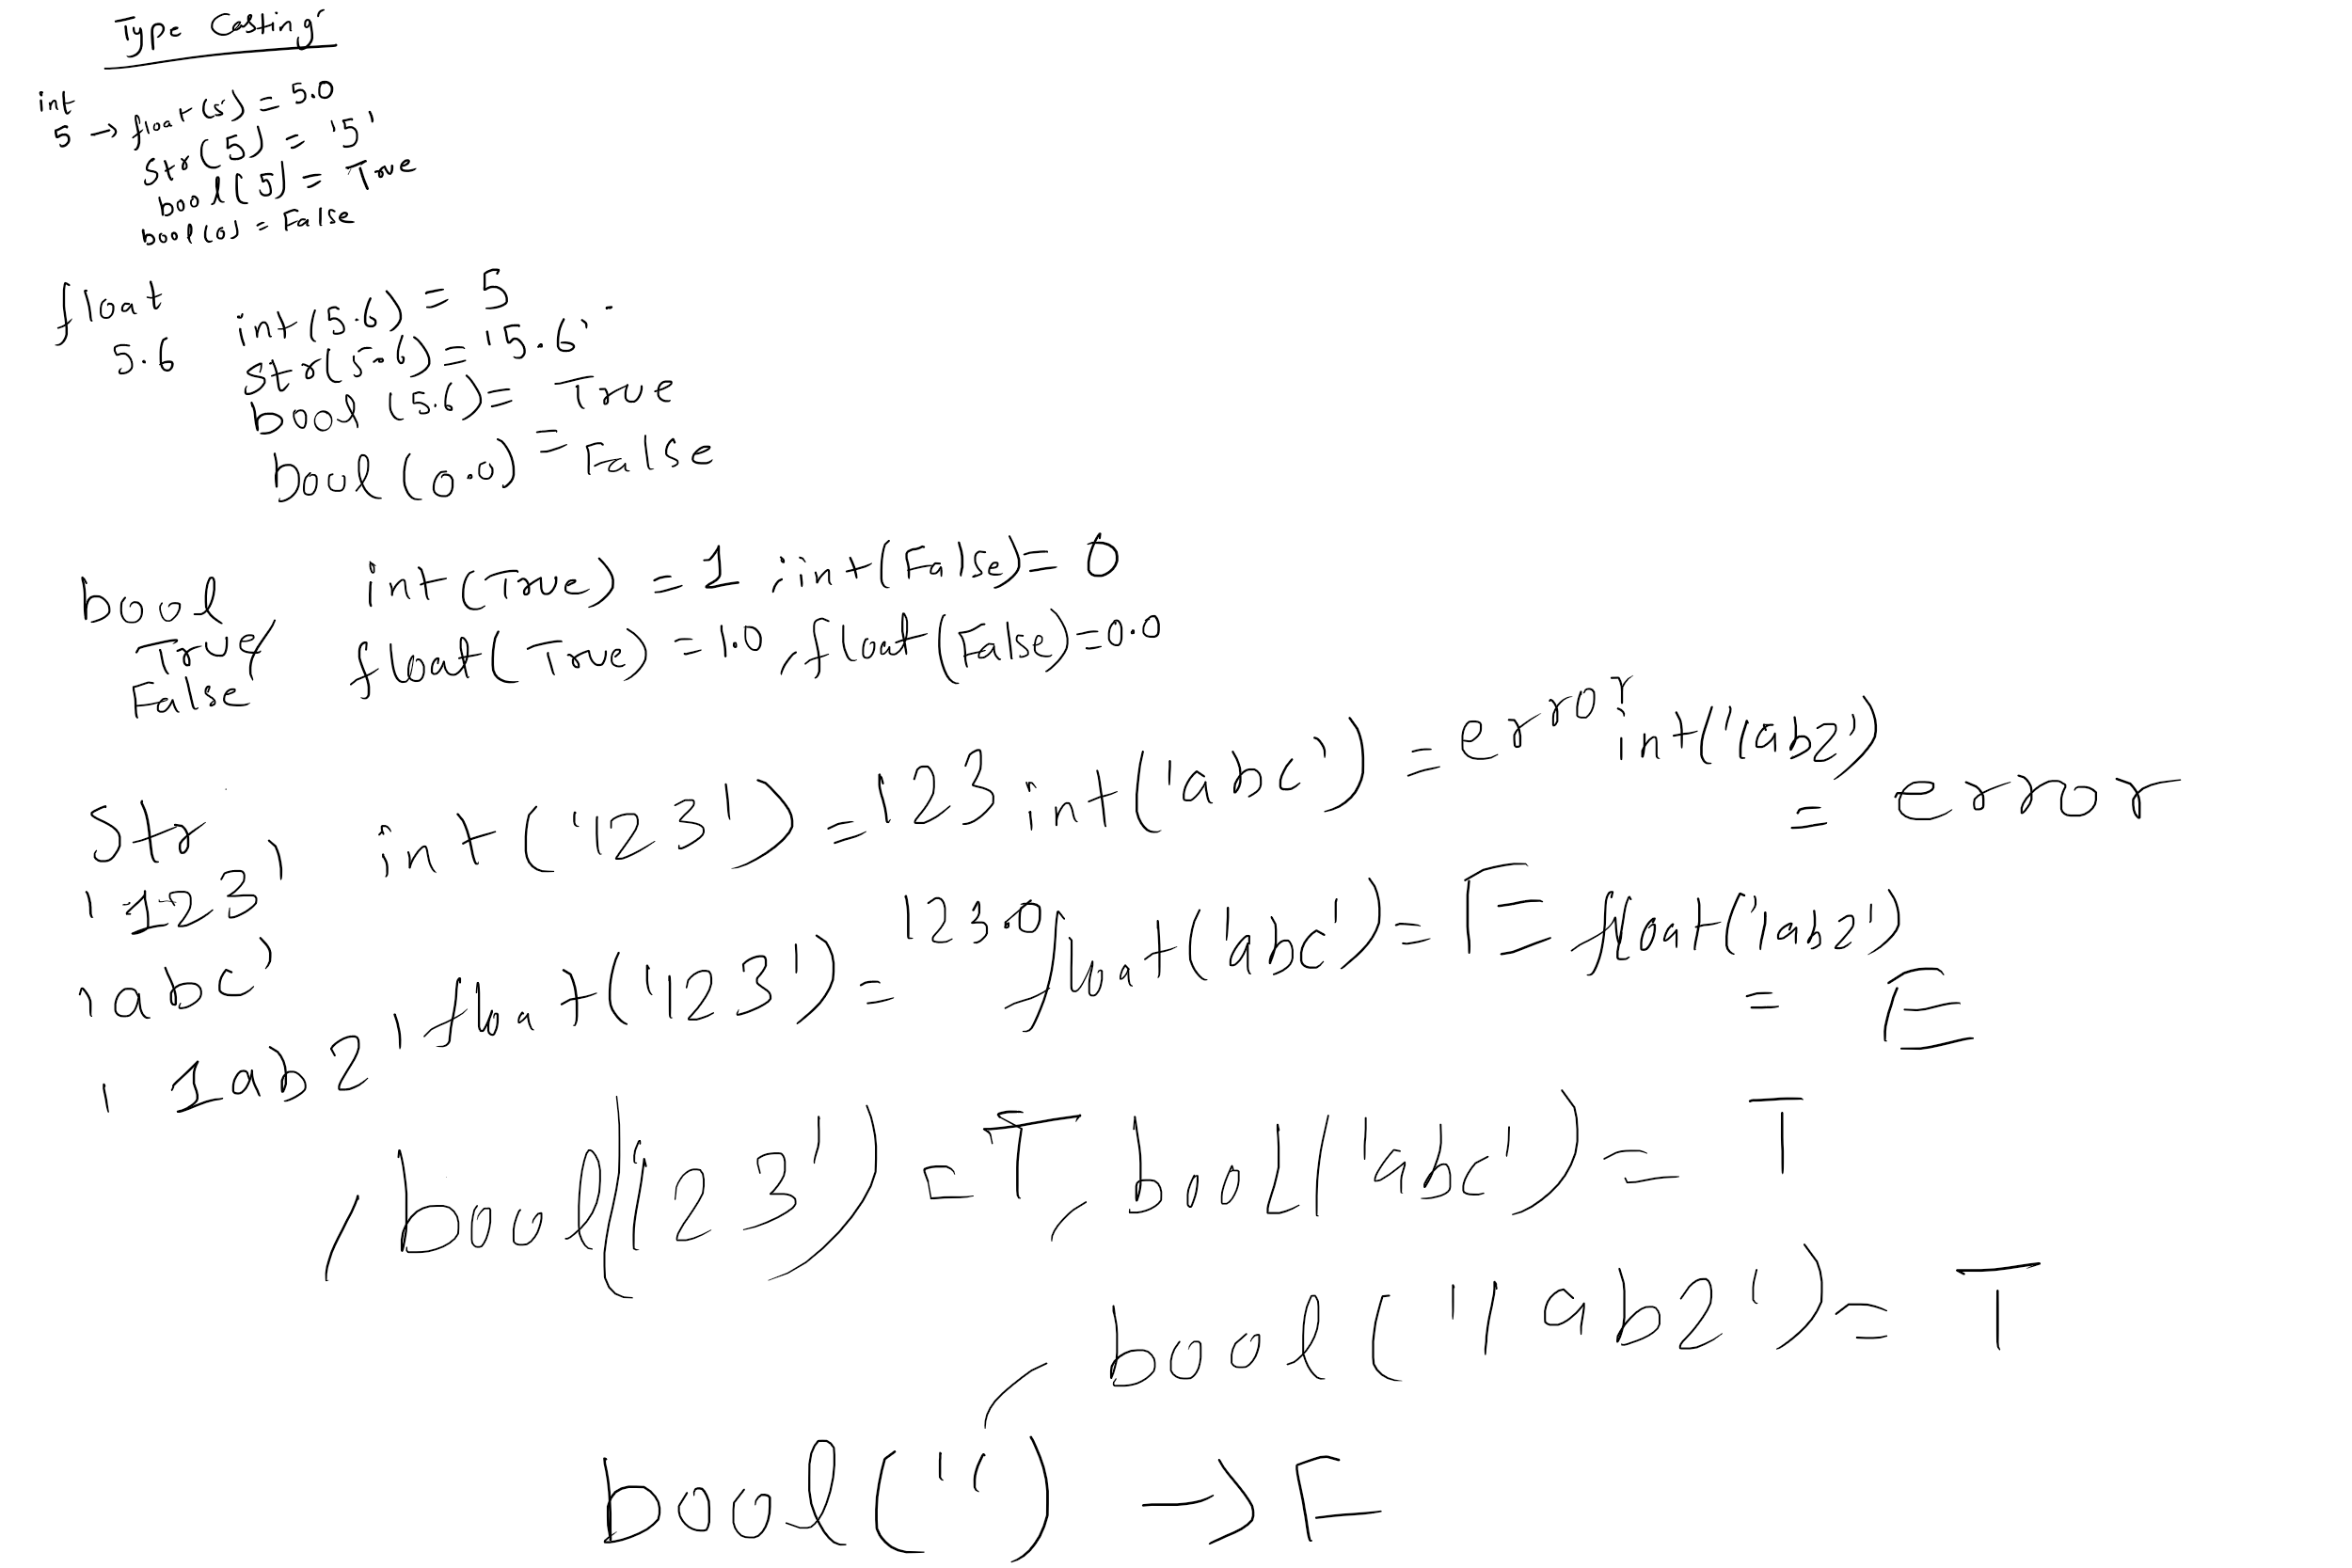 Type Casting
int
5 → float(5) = 5.0
str(5) = '5'
bool(5) = True
bool(0) = False
float
5.6
int(5.6) = 5
str(5.6) = '5.6'
bool(5.6) = True
bool(0.0) = False
bool
True/
False
int(True) = 1, int(False) = 0
float(True) = 1.0, float(False) = 0.0
str
'123'
'abc'
'1ab2'
int('123') = 123 int('abc') = error int('1ab2')
= error
float('123') = 123.0 float('abc') = E float('1ab2')
= E
, bool('123') = T, bool('abc') = T
, bool('1ab2') = T
bool('') → F